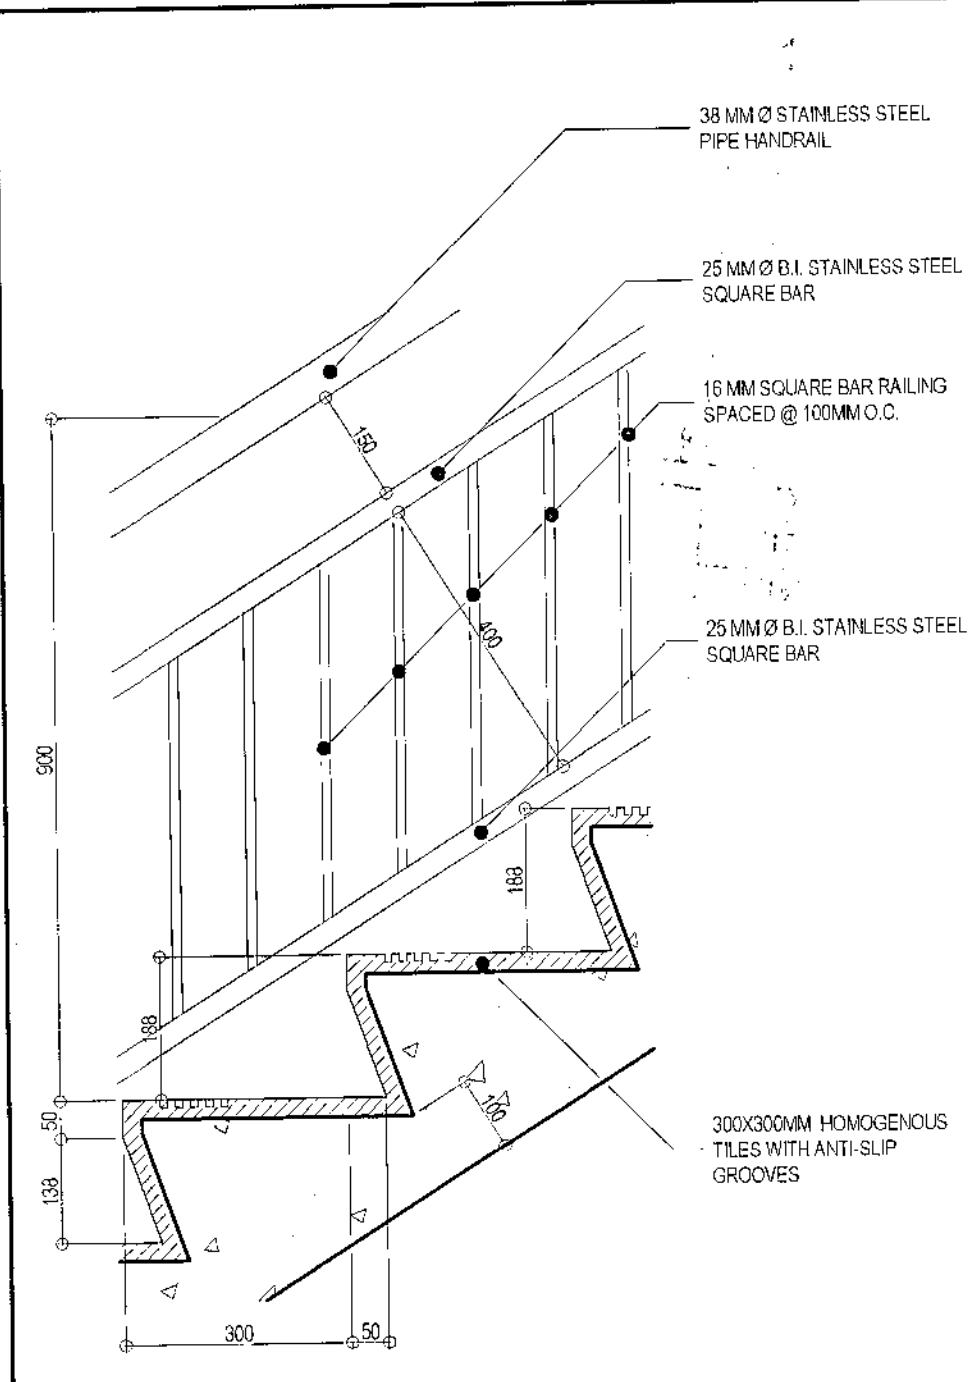 38 MM Ø STAINLESS STEEL
PIPE HANDRAIL
25 MM Ø B.I. STAINLESS STEEL
SQUARE BAR
16 MM SQUARE BAR RAILING
SPACED @ 100MM O.C.
150
400
25 MM Ø B.I. STAINLESS STEEL
SQUARE BAR
900
188
188
50
100
138
300X300MM HOMOGENOUS
TILES WITH ANTI-SLIP
GROOVES
300
50